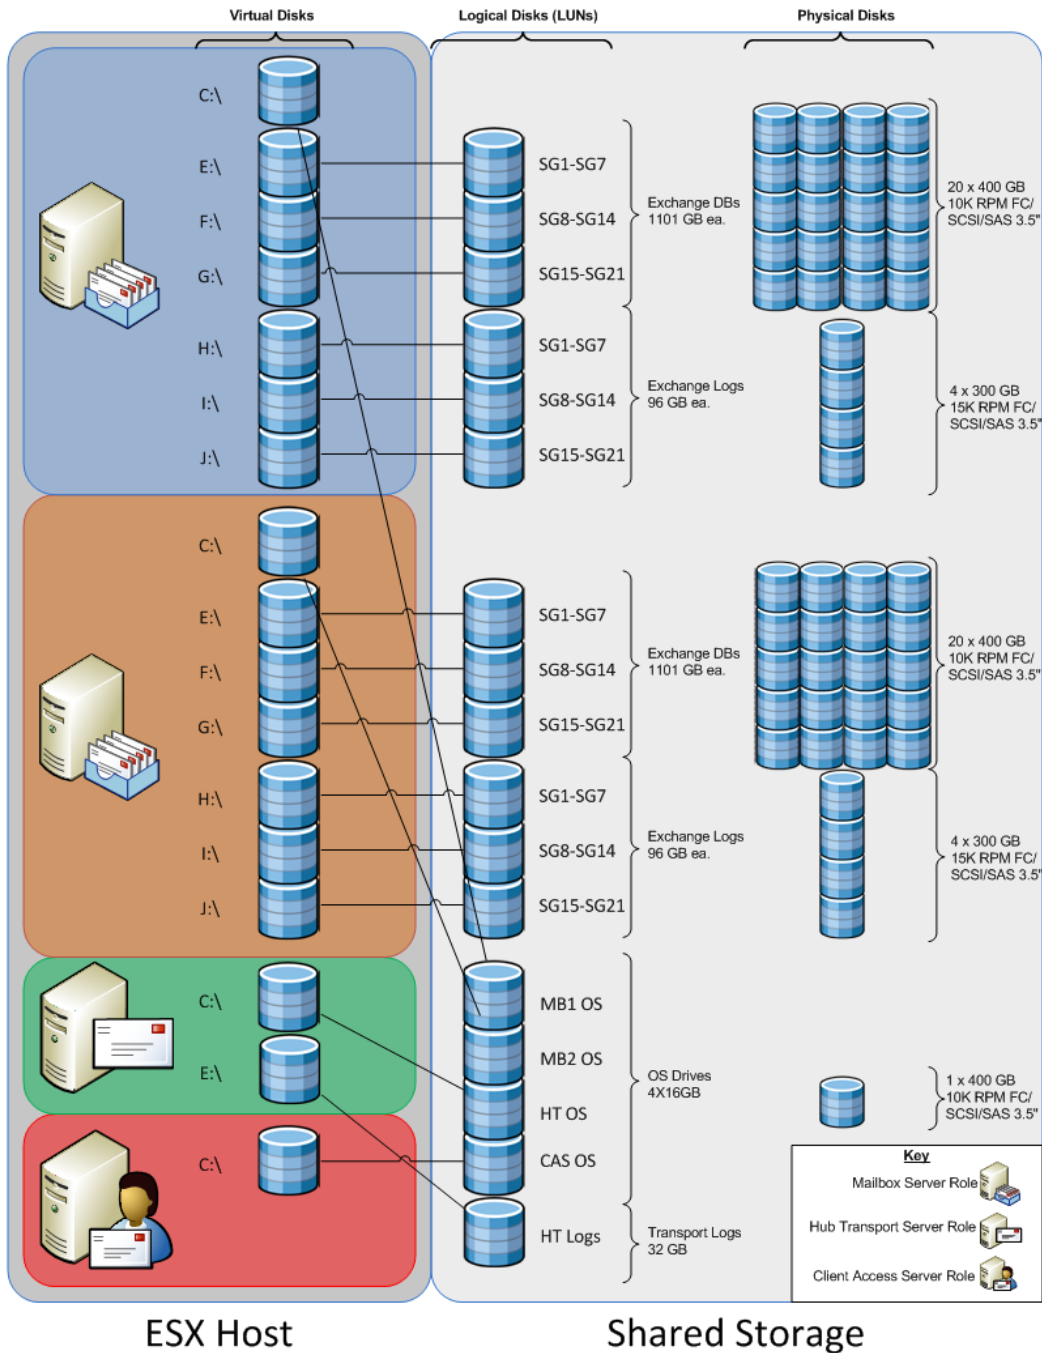 Virtual Disks
Logical Disks (LUNs)
Physical Disks
C:\
E:\
SG1-SG7
F:\
SG8-SG14
G:\
SG15-SG21
Exchange DBs
1101 GB ea.
20 x 400 GB
10K RPM FC/
SCSI/SAS 3.5"
H:\
SG1-SG7
I:\
SG8-SG14
J:\
SG15-SG21
Exchange Logs
96 GB ea.
4 x 300 GB
15K RPM FC/
SCSI/SAS 3.5"
C:\
E:\
SG1-SG7
F:\
SG8-SG14
G:\
SG15-SG21
Exchange DBs
1101 GB ea.
20 x 400 GB
10K RPM FC/
SCSI/SAS 3.5"
H:\
SG1-SG7
I:\
SG8-SG14
J:\
SG15-SG21
Exchange Logs
96 GB ea.
4 x 300 GB
15K RPM FC/
SCSI/SAS 3.5"
C:\
E:\
C:\
MB1 OS
MB2 OS
HT OS
CAS OS
HT Logs
OS Drives
4X16GB
Transport Logs
32 GB
1 x 400 GB
10K RPM FC/
SCSI/SAS 3.5"
Key
Mailbox Server Role
Hub Transport Server Role
Client Access Server Role
ESX Host
Shared Storage